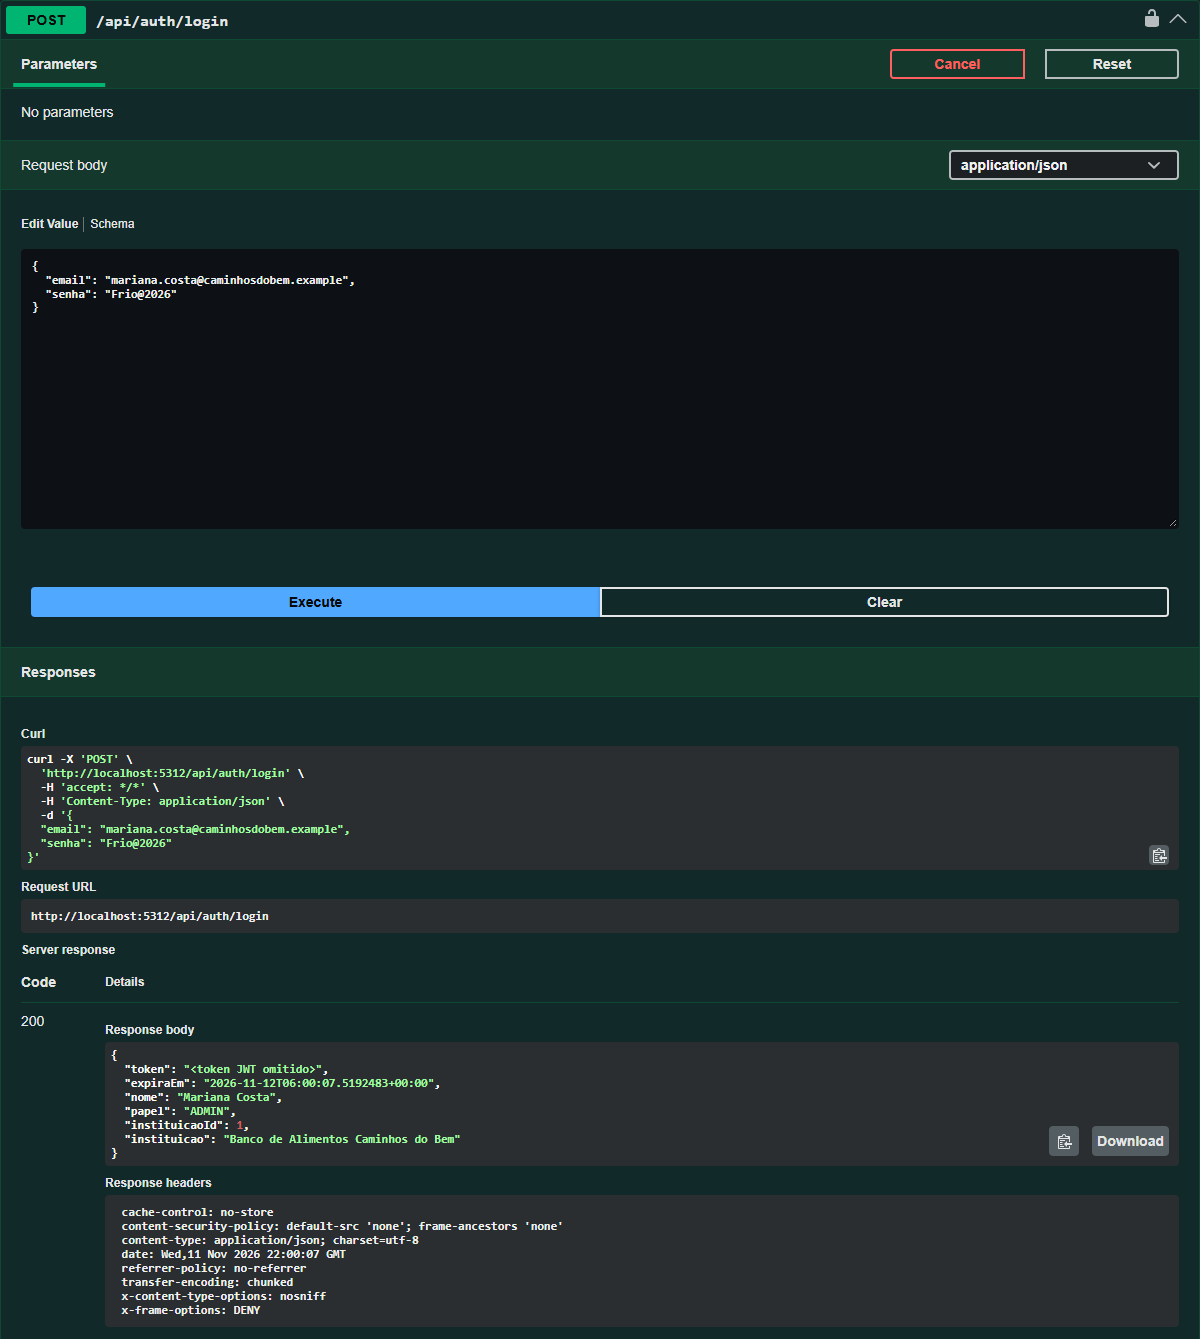 POST /api/auth/login
Parameters
Cancel
Reset
No parameters
Request body
application/json
Edit Value | Schema
{
  "email": "mariana.costa@caminhosdobem.example",
  "senha": "Frio@2026"
}
Execute
Clear
Responses
Curl
curl -X 'POST' \
  'http://localhost:5312/api/auth/login' \
  -H 'accept: */*' \
  -H 'Content-Type: application/json' \
  -d '{
  "email": "mariana.costa@caminhosdobem.example",
  "senha": "Frio@2026"
}'
Request URL
http://localhost:5312/api/auth/login
Server response
Code
Details
200
Response body
{
  "token": "<token JWT omitido>",
  "expiraEm": "2026-11-12T06:00:07.5192483+00:00",
  "nome": "Mariana Costa",
  "papel": "ADMIN",
  "instituicaoId": 1,
  "instituicao": "Banco de Alimentos Caminhos do Bem"
}
Download
Response headers
cache-control: no-store
content-security-policy: default-src 'none'; frame-ancestors 'none'
content-type: application/json; charset=utf-8
date: Wed,11 Nov 2026 22:00:07 GMT
referrer-policy: no-referrer
transfer-encoding: chunked
x-content-type-options: nosniff
x-frame-options: DENY